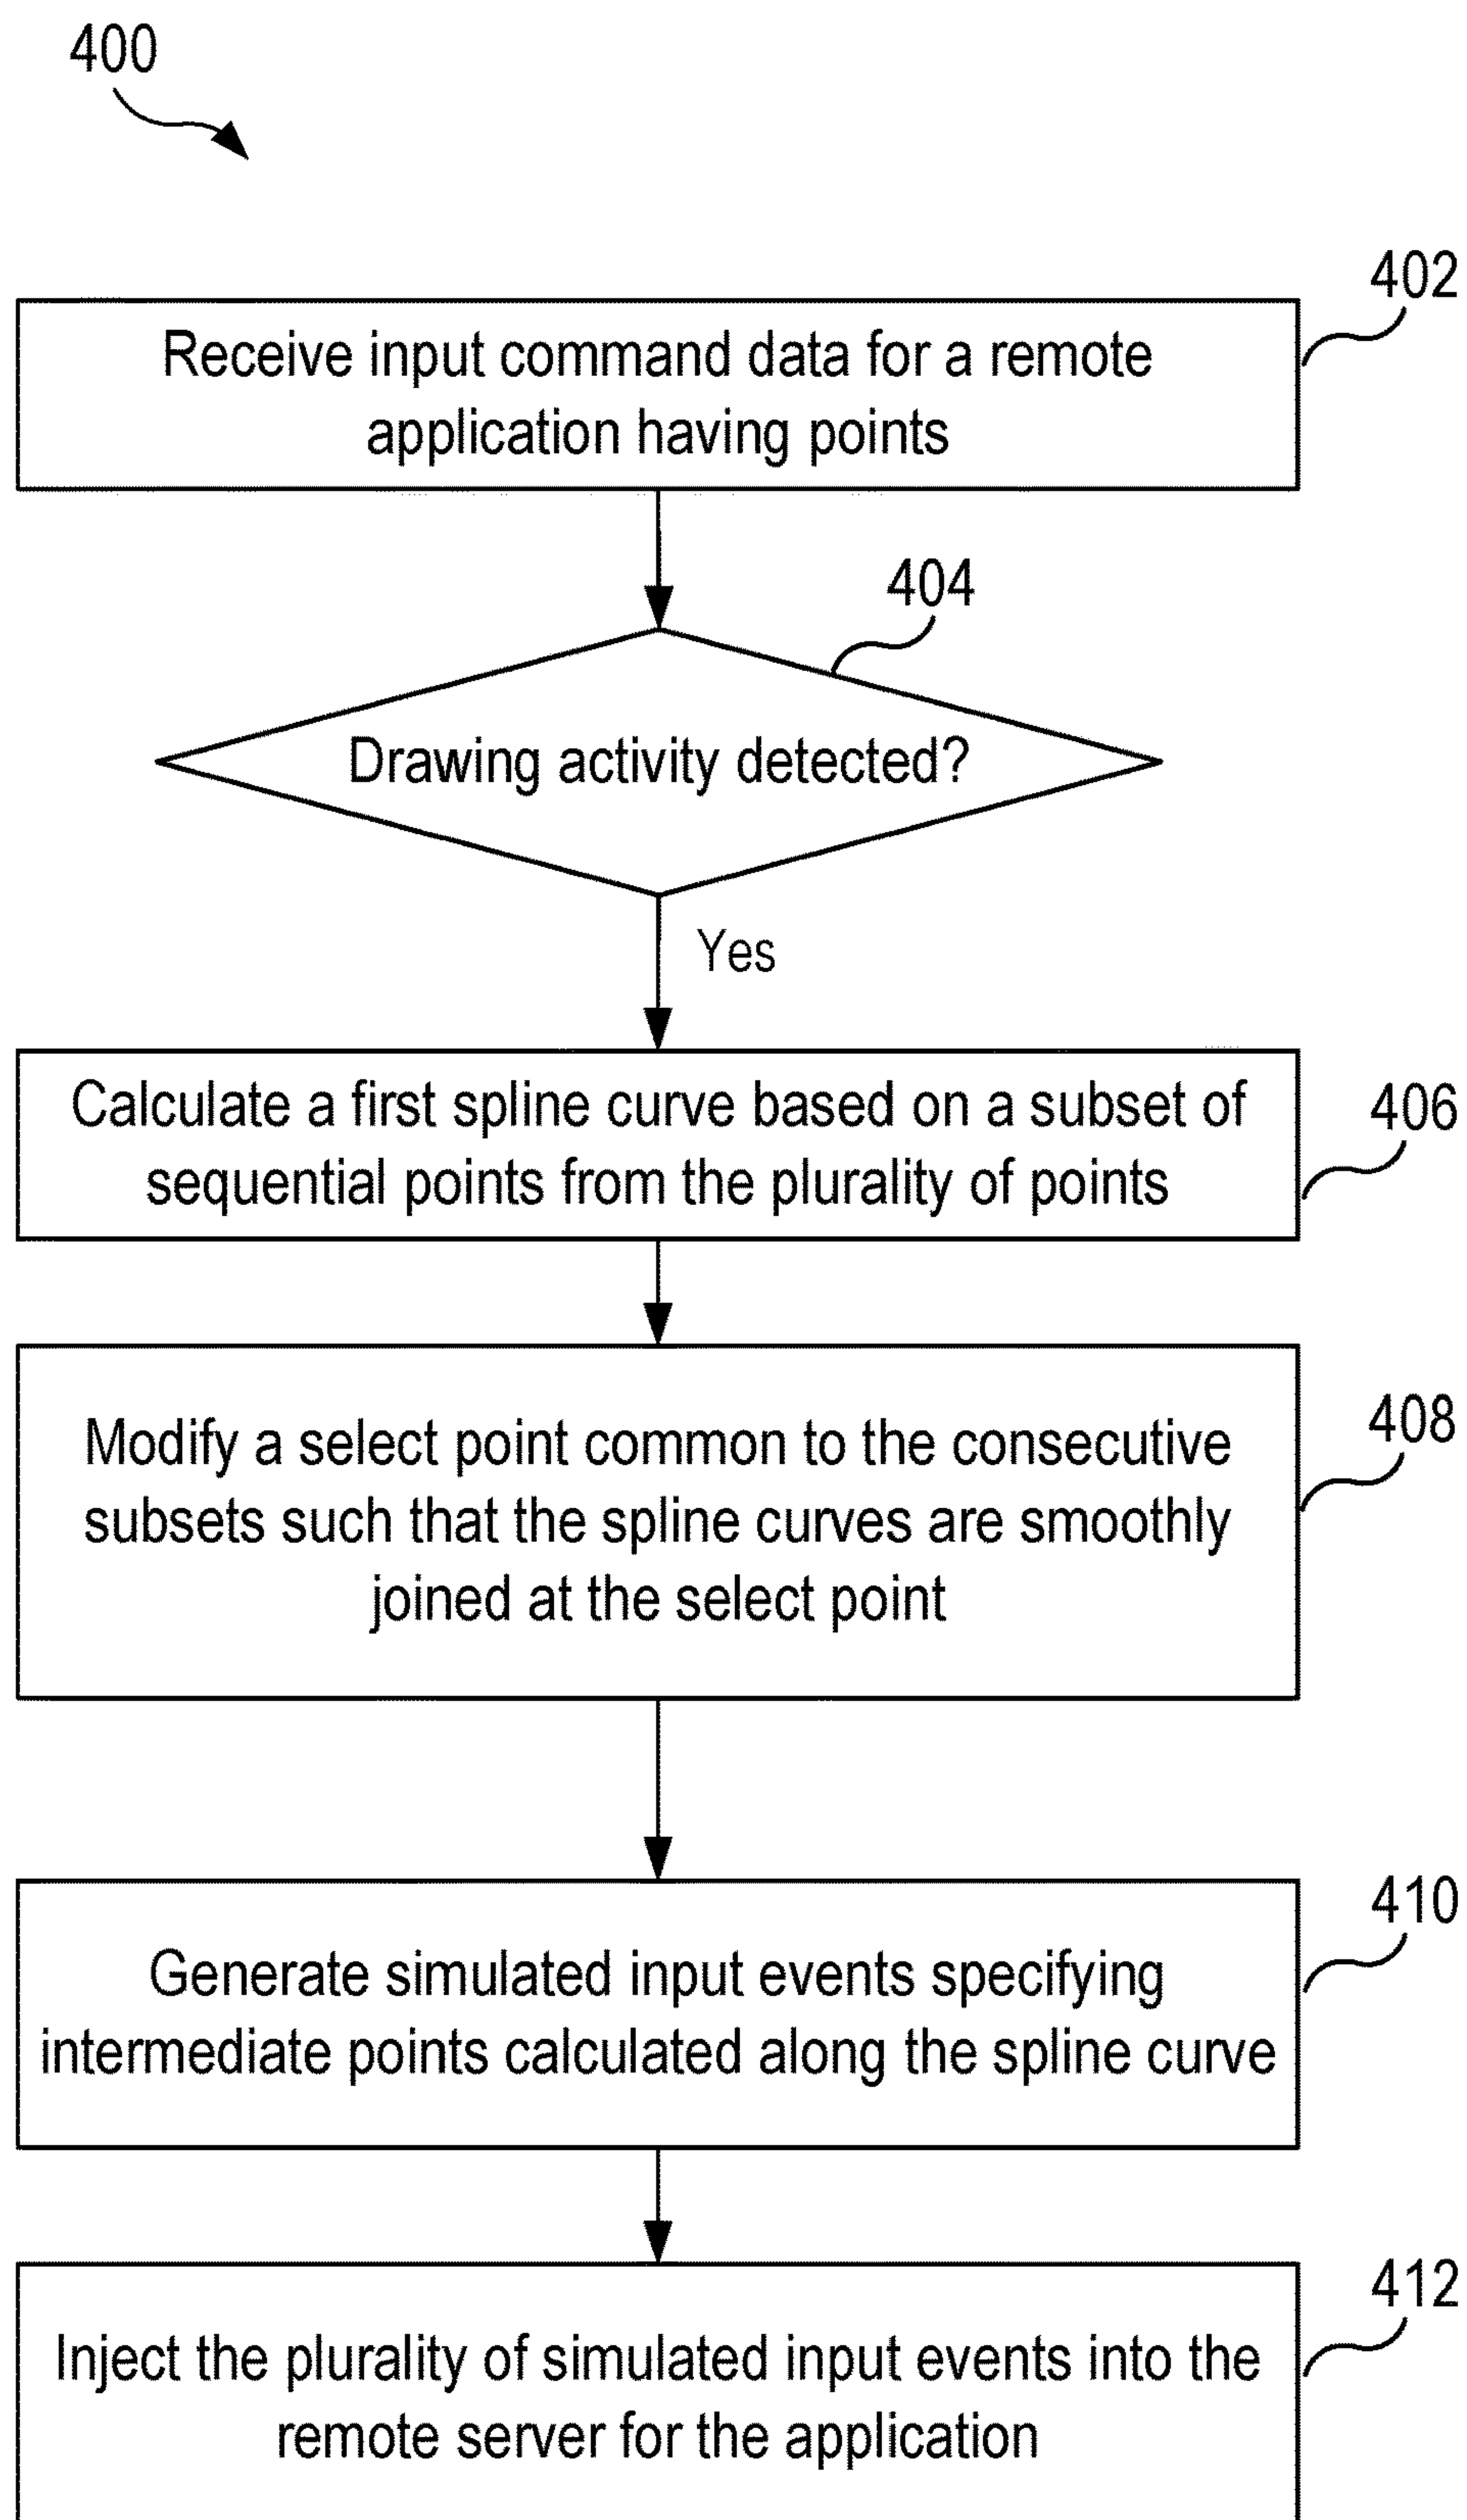 400
402
Receive input command data for a remote
application having points
404
Drawing activity detected?
Yes
Calculate a first spline curve based on a subset of
sequential points from the plurality of points
406
Modify a select point common to the consecutive
subsets such that the spline curves are smoothly
joined at the select point
408
410
Generate simulated input events specifying
intermediate points calculated along the spline curve
412
Inject the plurality of simulated input events into the
remote server for the application